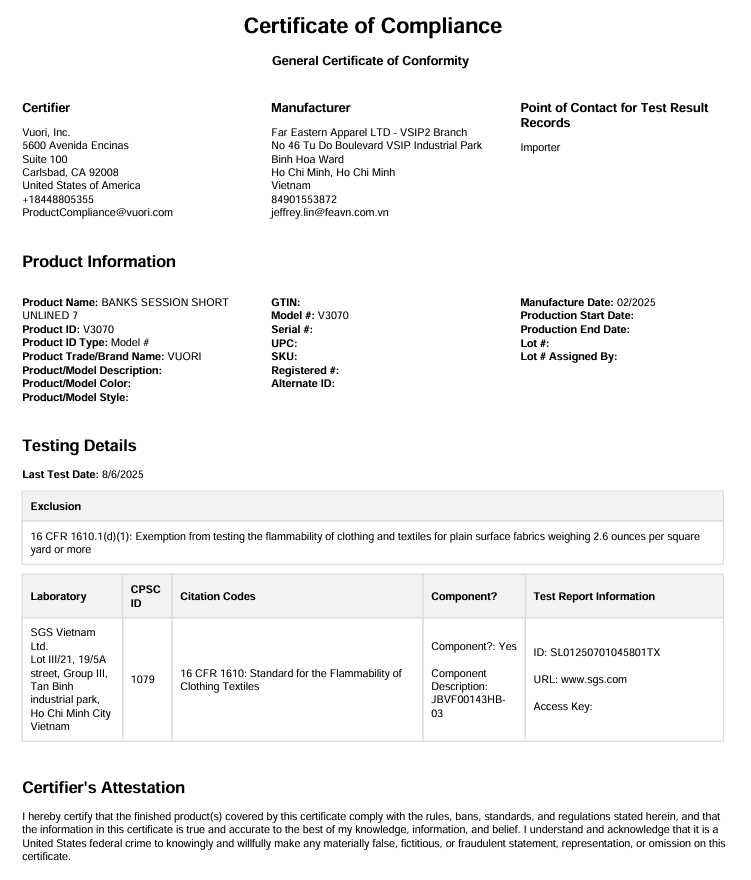 Certificate of Compliance
General Certificate of Conformity
Certifier
Vuori, Inc.
5600 Avenida Encinas
Suite 100
Carlsbad, CA 92008
United States of America
+18448805355
ProductCompliance@vuori.com
Manufacturer
Far Eastern Apparel LTD - VSIP2 Branch
No 46 Tu Do Boulevard VSIP Industrial Park
Binh Hoa Ward
Ho Chi Minh, Ho Chi Minh
Vietnam
84901553872
jeffrey.lin@feavn.com.vn
Point of Contact for Test Result
Records
Importer
Product Information
Product Name: BANKS SESSION SHORT
UNLINED 7
Product ID: V3070
Product ID Type: Model #
Product Trade/Brand Name: VUORI
Product/Model Description:
Product/Model Color:
Product/Model Style:
GTIN:
Model #: V3070
Serial #:
UPC:
SKU:
Registered #:
Alternate ID:
Manufacture Date: 02/2025
Production Start Date:
Production End Date:
Lot #:
Lot # Assigned By:
Testing Details
Last Test Date: 8/6/2025
Exclusion
16 CFR 1610.1(d)(1): Exemption from testing the flammability of clothing and textiles for plain surface fabrics weighing 2.6 ounces per square
yard or more
Laboratory
CPSC
ID
Citation Codes
Component?
Test Report Information
SGS Vietnam
Ltd.
Lot III/21, 19/5A
street, Group III,
Tan Binh
industrial park,
Ho Chi Minh City
Vietnam
1079
16 CFR 1610: Standard for the Flammability of
Clothing Textiles
Component?: Yes
Component
Description:
JBVF00143HB-
03
ID: SL01250701045801TX
URL: www.sgs.com
Access Key:
Certifier's Attestation
I hereby certify that the finished product(s) covered by this certificate comply with the rules, bans, standards, and regulations stated herein, and that
the information in this certificate is true and accurate to the best of my knowledge, information, and belief. I understand and acknowledge that it is a
United States federal crime to knowingly and willfully make any materially false, fictitious, or fraudulent statement, representation, or omission on this
certificate.